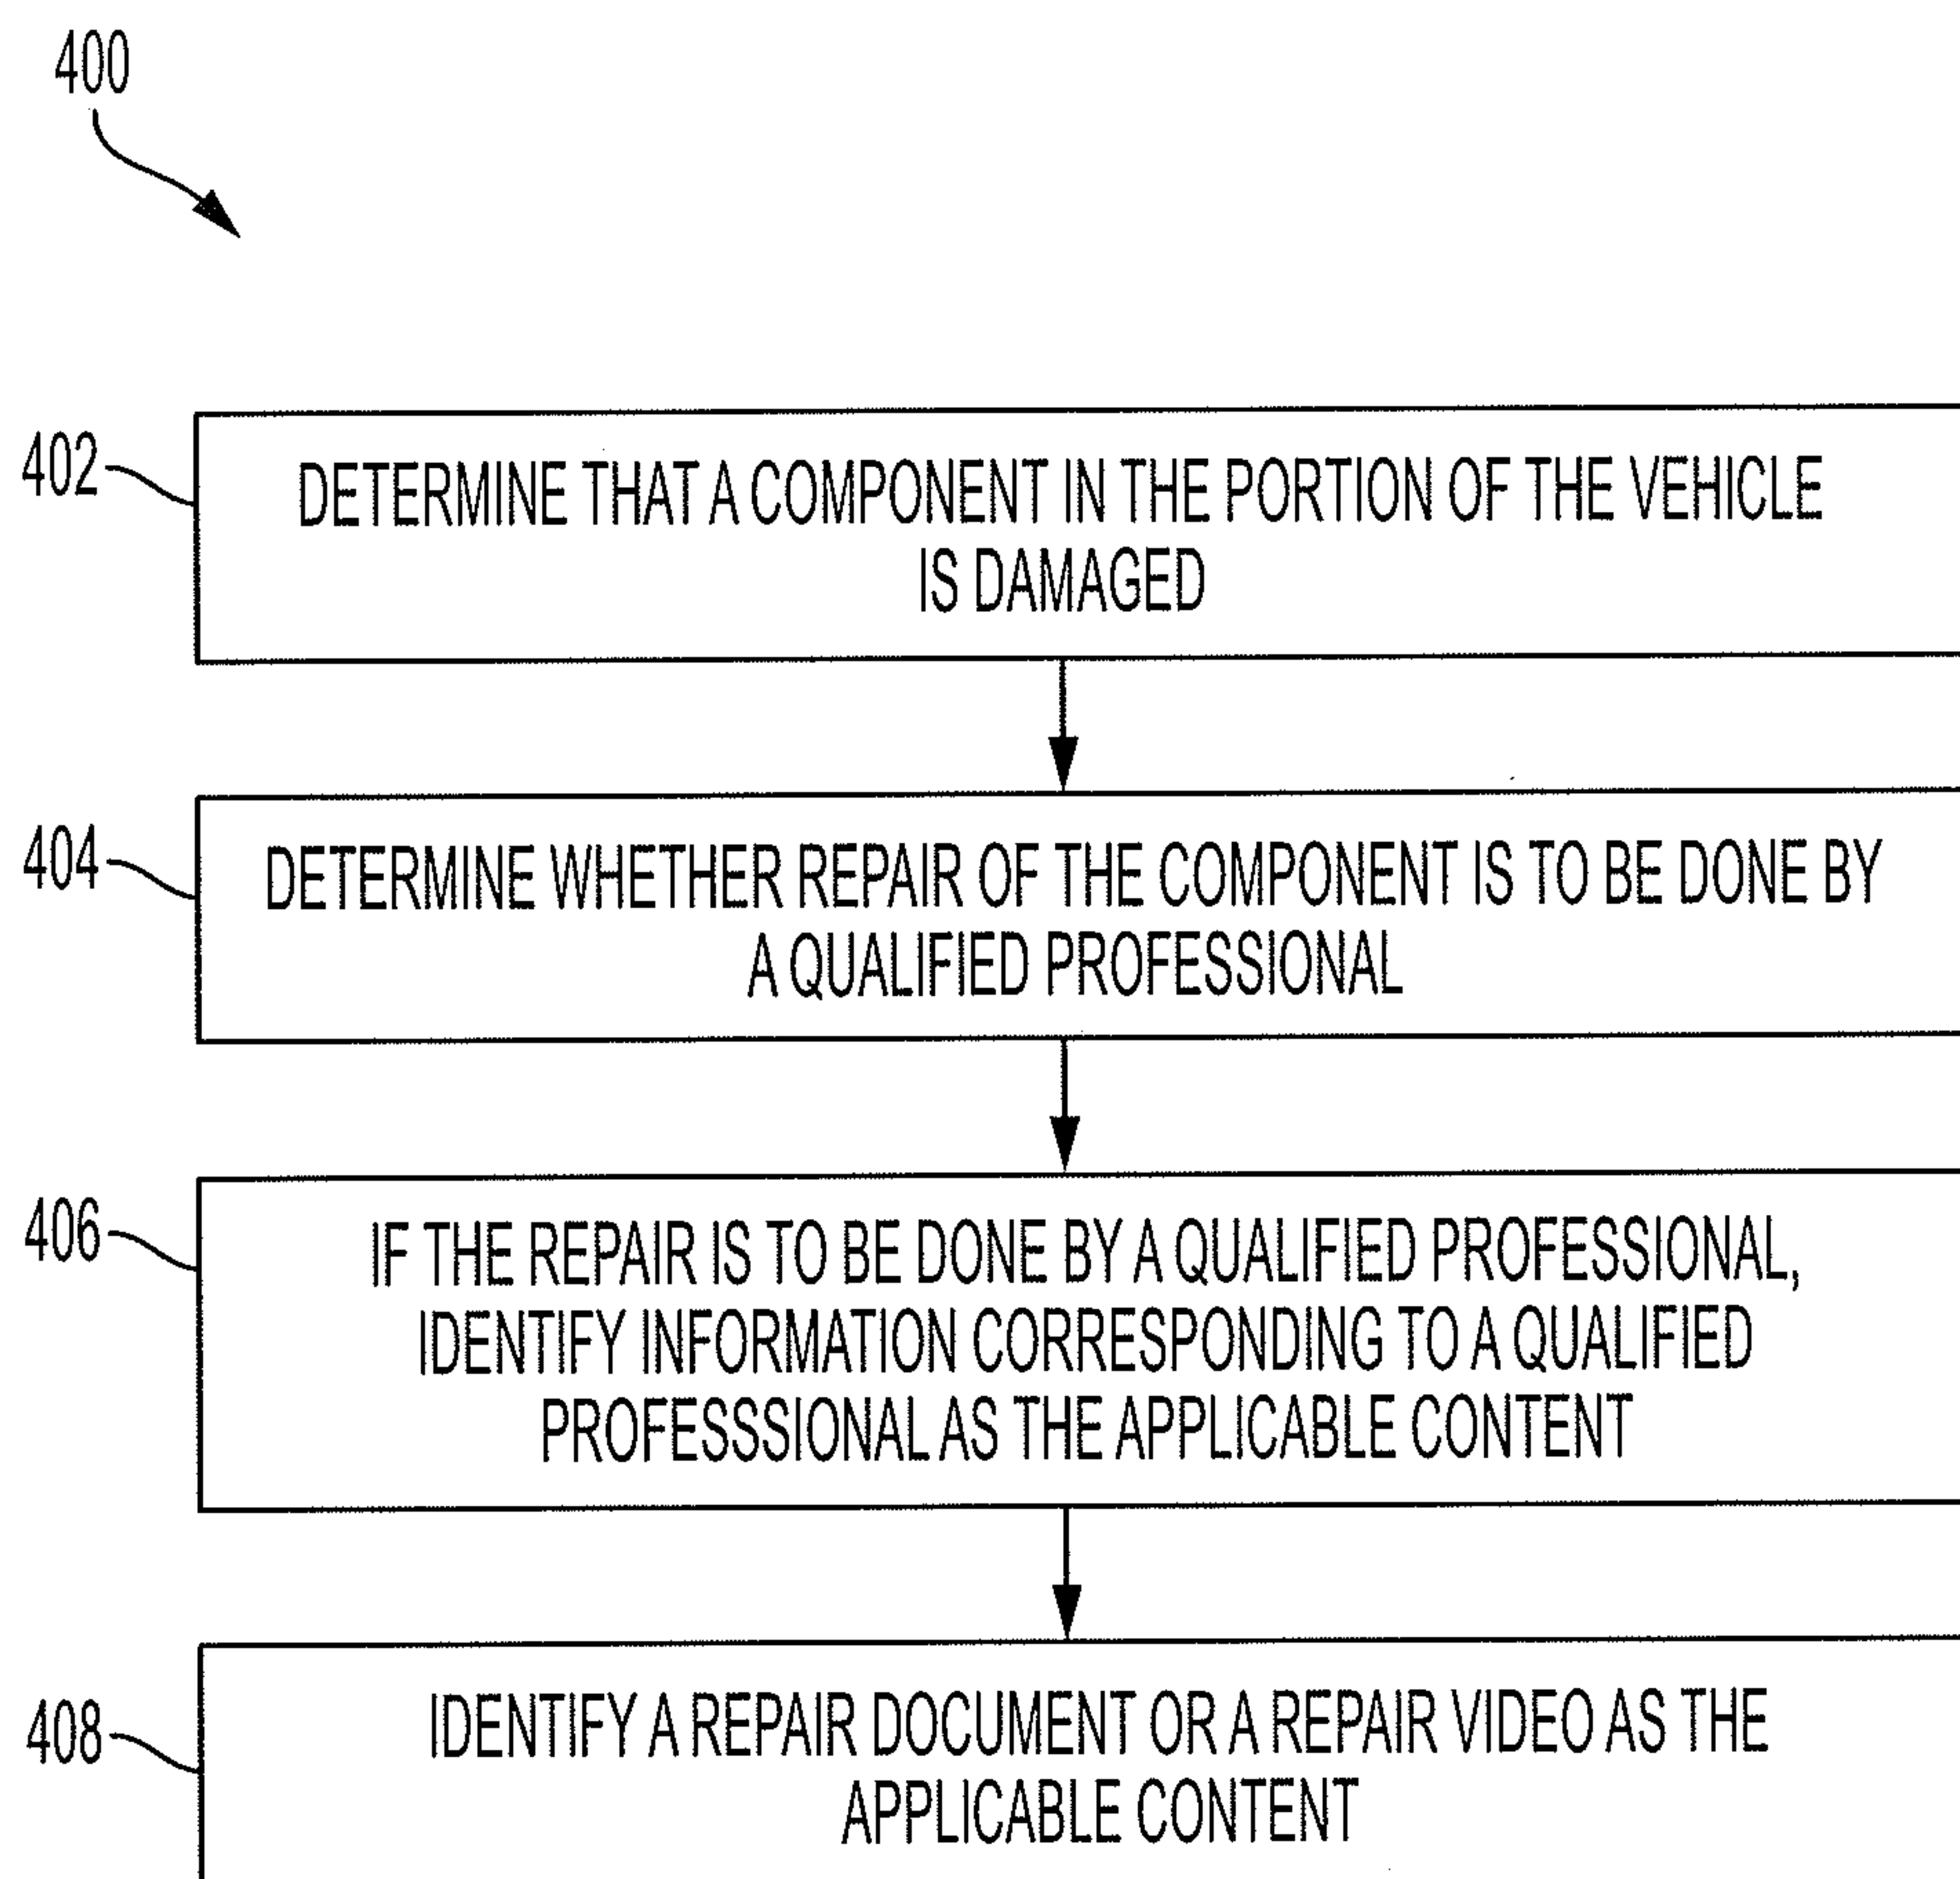 400
402
DETERMINE THAT A COMPONENT IN THE PORTION OF THE VEHICLE
IS DAMAGED
404
DETERMINE WHETHER REPAIR OF THE COMPONENT IS TO BE DONE BY
A QUALIFIED PROFESSIONAL
406
IF THE REPAIR IS TO BE DONE BY A QUALIFIED PROFESSIONAL,
IDENTIFY INFORMATION CORRESPONDING TO A QUALIFIED
PROFESSSIONAL AS THE APPLICABLE CONTENT
408
IDENTIFY A REPAIR DOCUMENT OR A REPAIR VIDEO AS THE
APPLICABLE CONTENT